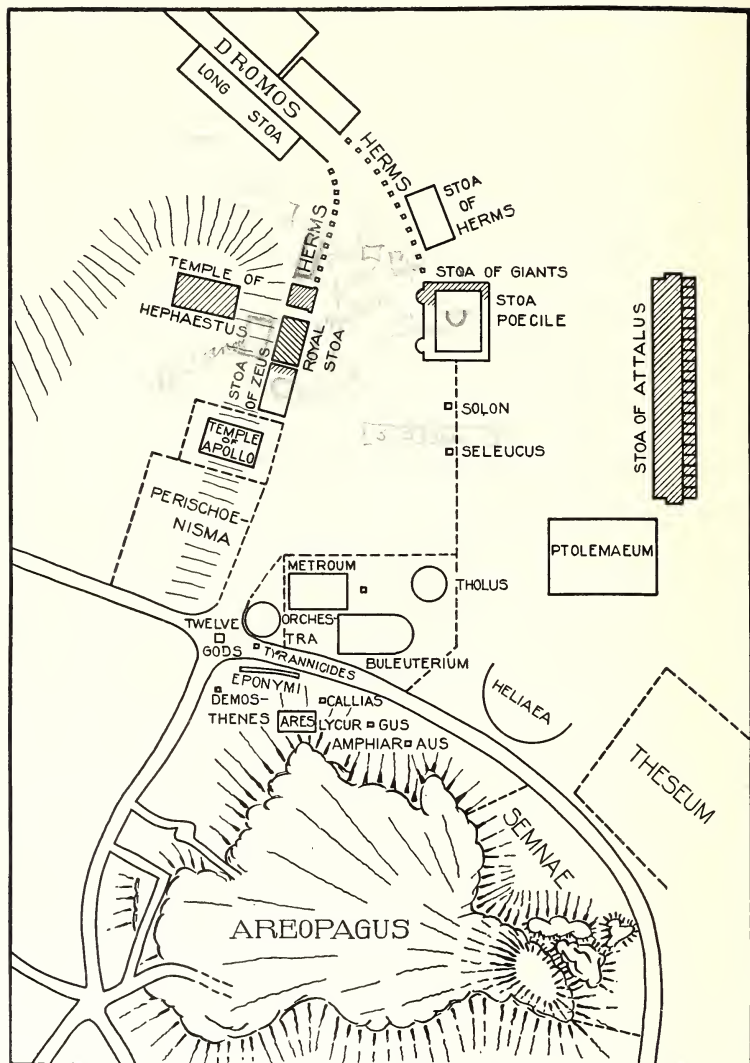 DROMOS
LONG STOA
HERMS
STOA
OF
HERMS
HERMS
TEMPLE OF
HEPHAESTUS
STOA OF GIANTS
STOA
POECILE
ROYAL
STOA
STOA
OF ZEUS
STOA OF ATTALUS
SOLON
SELEUCUS
TEMPLE
OF
APOLLO
PERISCHOE-
NISMA
PTOLEMAEUM
METROUM
THOLUS
ORCHES-
TRA
TWELVE
GODS
TYRANNICIDES
BULEUTERIUM
EPONYMI
HELIAEA
DEMOS-
THENES
CALLIAS
ARES
LYCUR GUS
AMPHIAR AUS
THESEUM
SEMNAE
AREOPAGUS